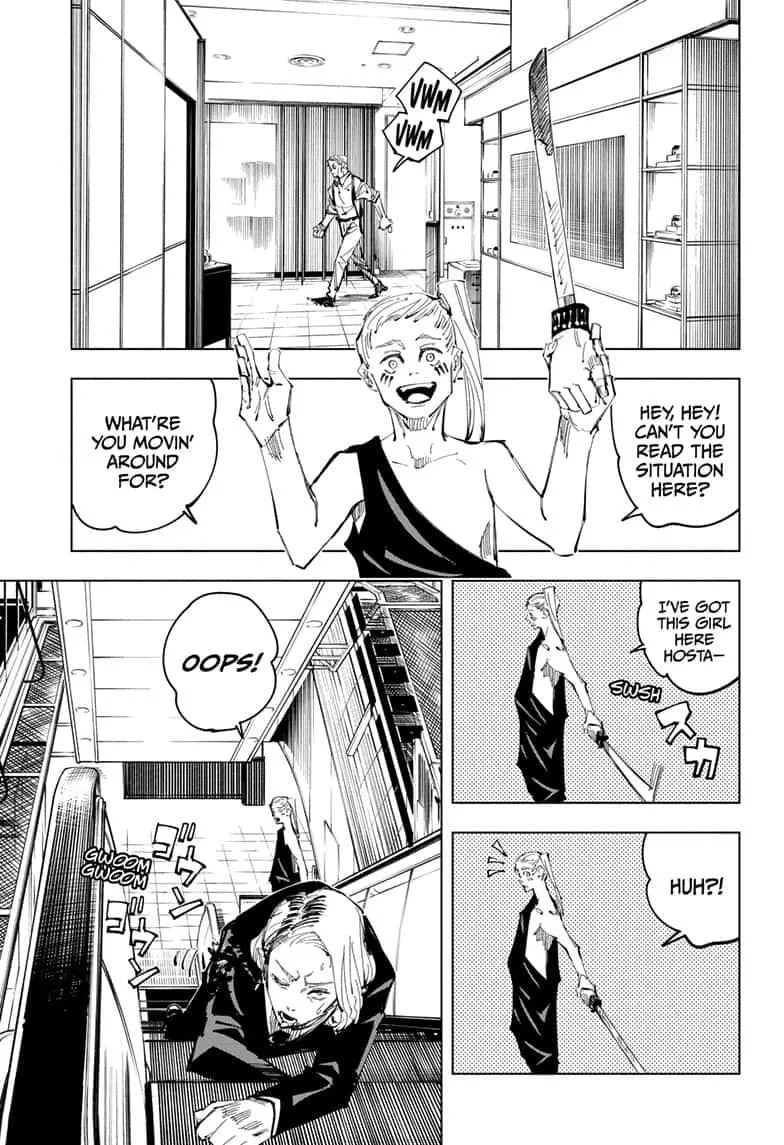 VWM
VWM
HEY, HEY!
CAN'T YOU
READ THE
SITUATION
HERE?
WHAT'RE
YOU MOVIN'
AROUND
FOR?
I'VE GOT
THIS GIRL
HERE
HOSTA—
SWSH
スカ
HUH?!
OOPS!
GWOOM
GWOOM
ゴウン
ゴウン